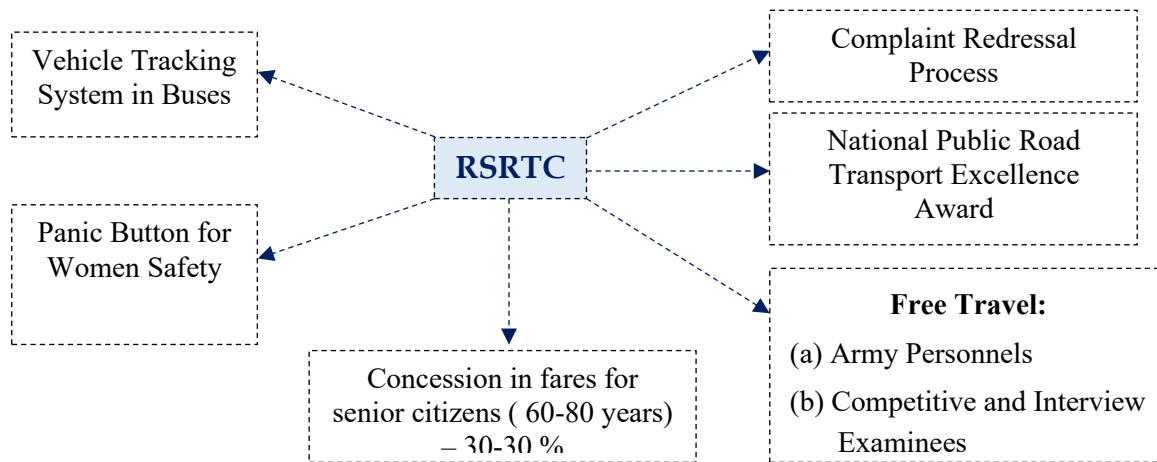 Vehicle Tracking
System in Buses
Complaint Redressal
Process
RSRTC
National Public Road
Transport Excellence
Award
Panic Button for
Women Safety
Free Travel:
(a) Army Personnels
(b) Competitive and Interview
Examinees
Concession in fares for
senior citizens ( 60-80 years)
– 30-30 %